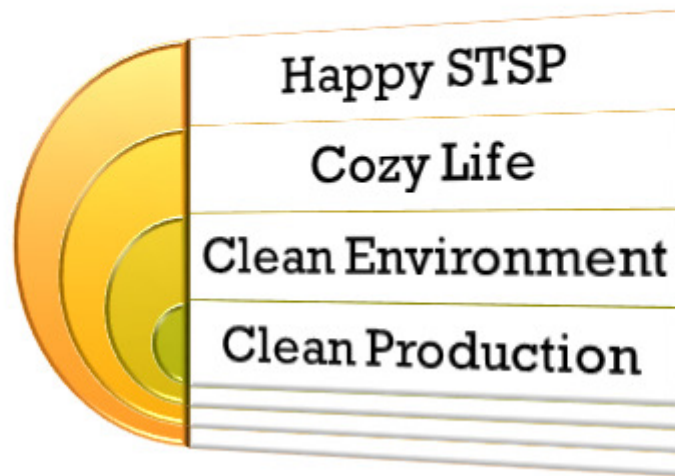 Happy STSP
Cozy Life
Clean Environment
Clean Production